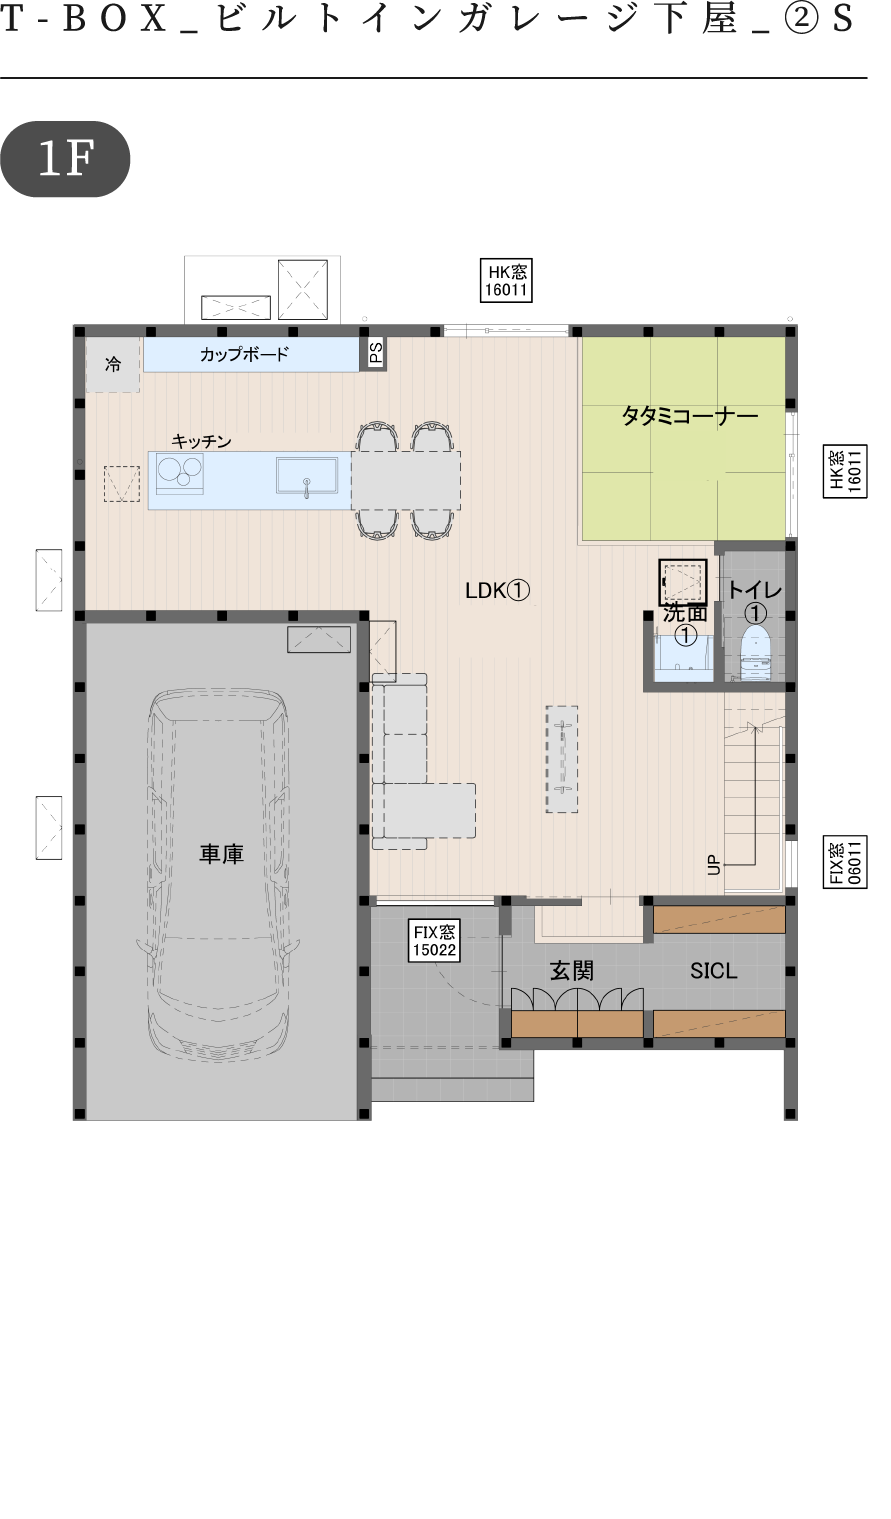 T-BOX_ビルトインガレージ下屋_②S
1F
HK窓
16011
カップボード
PS
冷
タタミコーナー
キッチン
HK窓
16011
LDK①
トイレ
①
洗面
①
車庫
UP
FIX窓
06011
FIX窓
15022
玄関
SICL